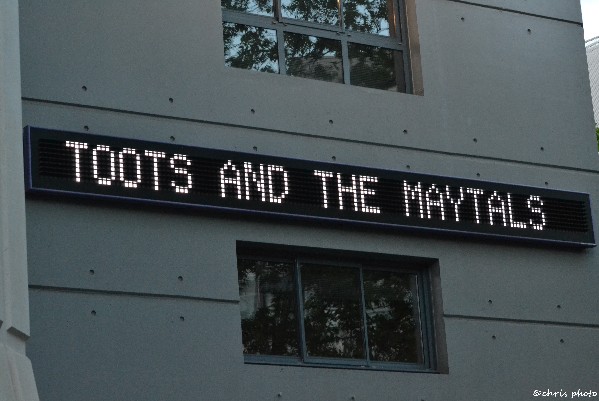 TOOTS AND THE MAYTALS
©chris photo